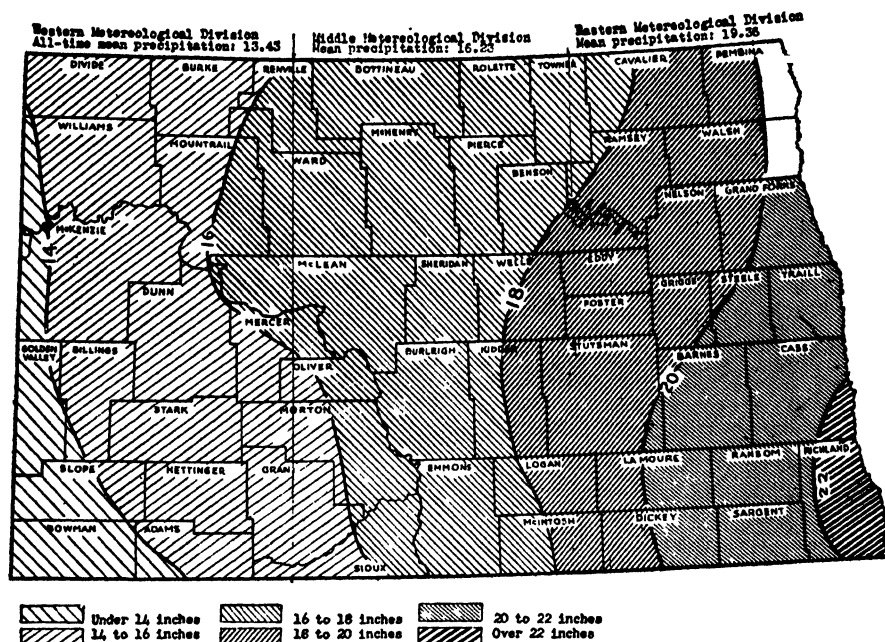 Western Metereological Division
All-time mean precipitation: 13.43
Middle Metereological Division
Mean precipitation: 16.23
Eastern Metereological Division
Mean precipitation: 19.36
DIVIDE BURKE RENVILLE BOTTINEAU ROLETTE TOWNER CAVALIER PEMBINA
WILLIAMS MOUNTRAIL WARD McHENRY PIERCE BENSON RAMSEY WALSH
McKENZIE NELSON GRAND FORKS
14 16
DUNN McLEAN SHERIDAN WELLS EDDY GRIGGS STEELE TRAILL
MERCER 18 FOSTER
GOLDEN VALLEY BILLINGS OLIVER BURLEIGH KIDDER STUTSMAN BARNES CASS
20
STARK MORTON
SLOPE HETTINGER GRAN EMMONS LOGAN LA MOURE RANSOM RICHLAND
22
BOWMAN ADAMS McINTOSH DICKEY SARGENT
SIOUX
Under 14 inches 16 to 18 inches 20 to 22 inches
14 to 16 inches 18 to 20 inches Over 22 inches